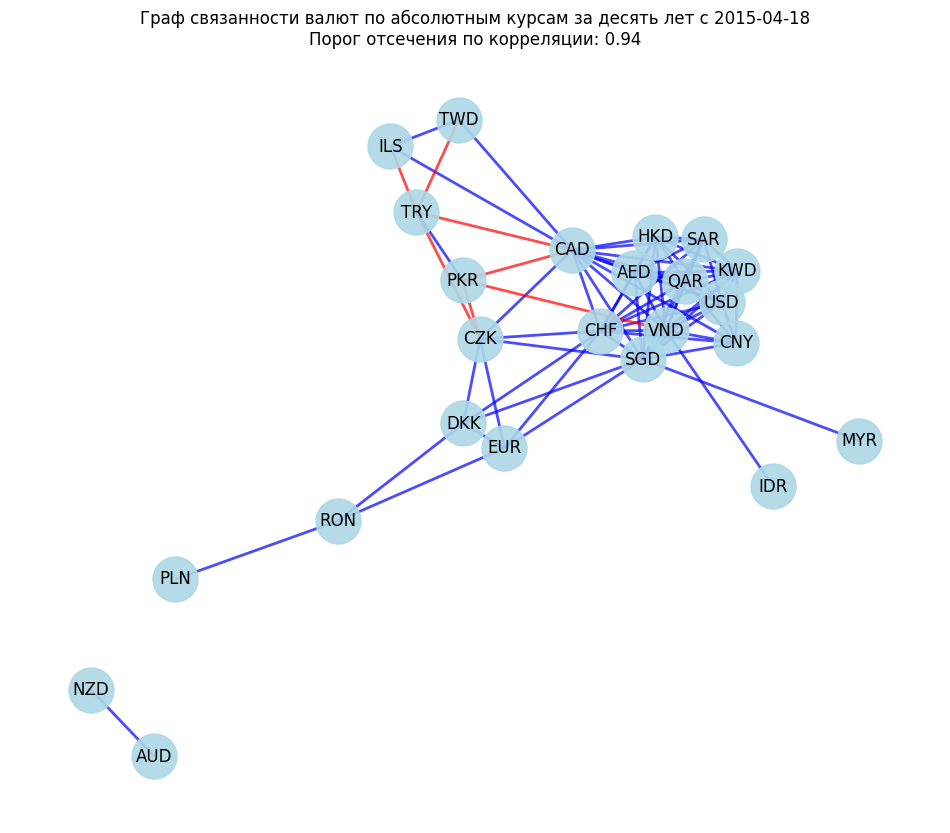 Граф связанности валют по абсолютным курсам за десять лет с 2015-04-18
Порог отсечения по корреляции: 0.94
TWD
ILS
TRY
HKD
SAR
CAD
AED
KWD
QAR
PKR
USD
CHF
VND
CZK
CNY
SGD
DKK
MYR
EUR
IDR
RON
PLN
NZD
AUD